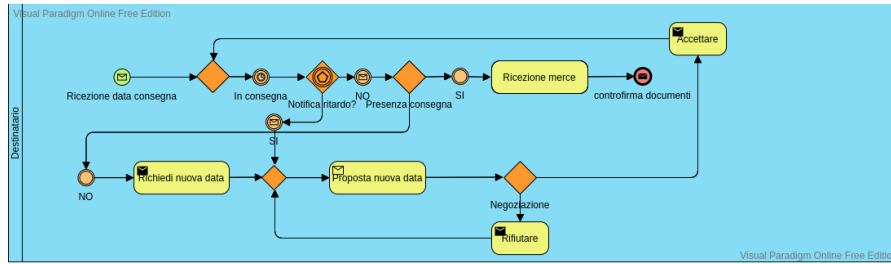 Visual Paradigm Online Free Edition
Accettare
Ricezione data consegna
In consegna
Notifica ritardo?
NO
Presenza consegna
SI
Ricezione merce
controfirma documenti
Destinatario
SI
NO
Richiedi nuova data
Proposta nuova data
Negoziazione
Rifiutare
Visual Paradigm Online Free Edition